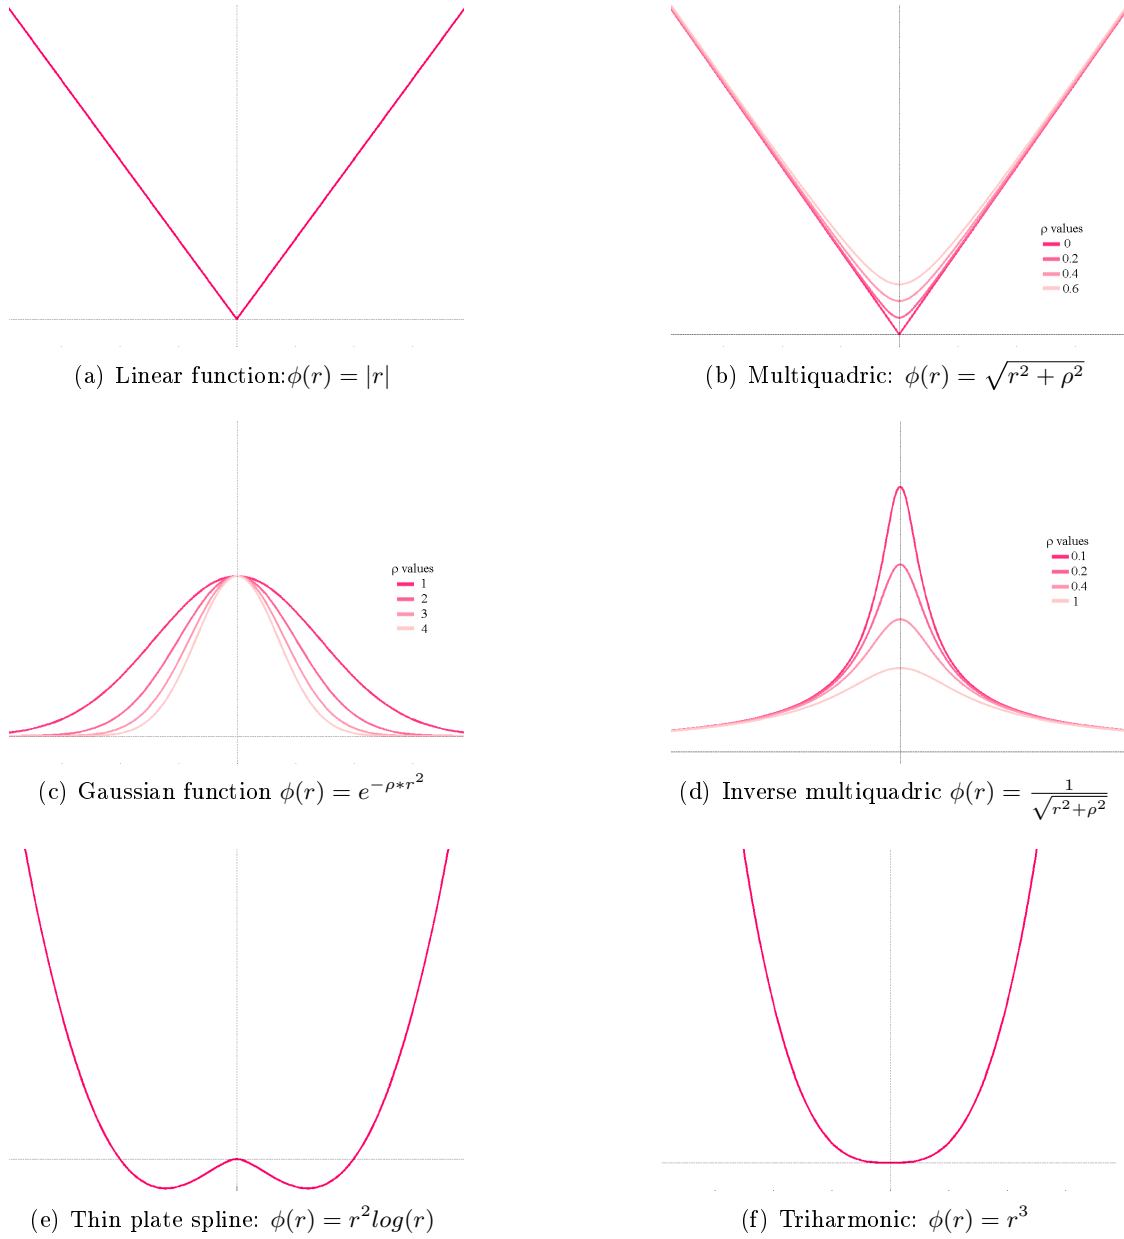 (a) Linear function:ϕ(r) = |r|
ρ values
0
0.2
0.4
0.6
(b) Multiquadric: ϕ(r) = √(r² + ρ²)
ρ values
1
2
3
4
(c) Gaussian function ϕ(r) = e^(−ρ∗r²)
ρ values
0.1
0.2
0.4
1
(d) Inverse multiquadric ϕ(r) = 1/√(r²+ρ²)
(e) Thin plate spline: ϕ(r) = r²log(r)
(f) Triharmonic: ϕ(r) = r³